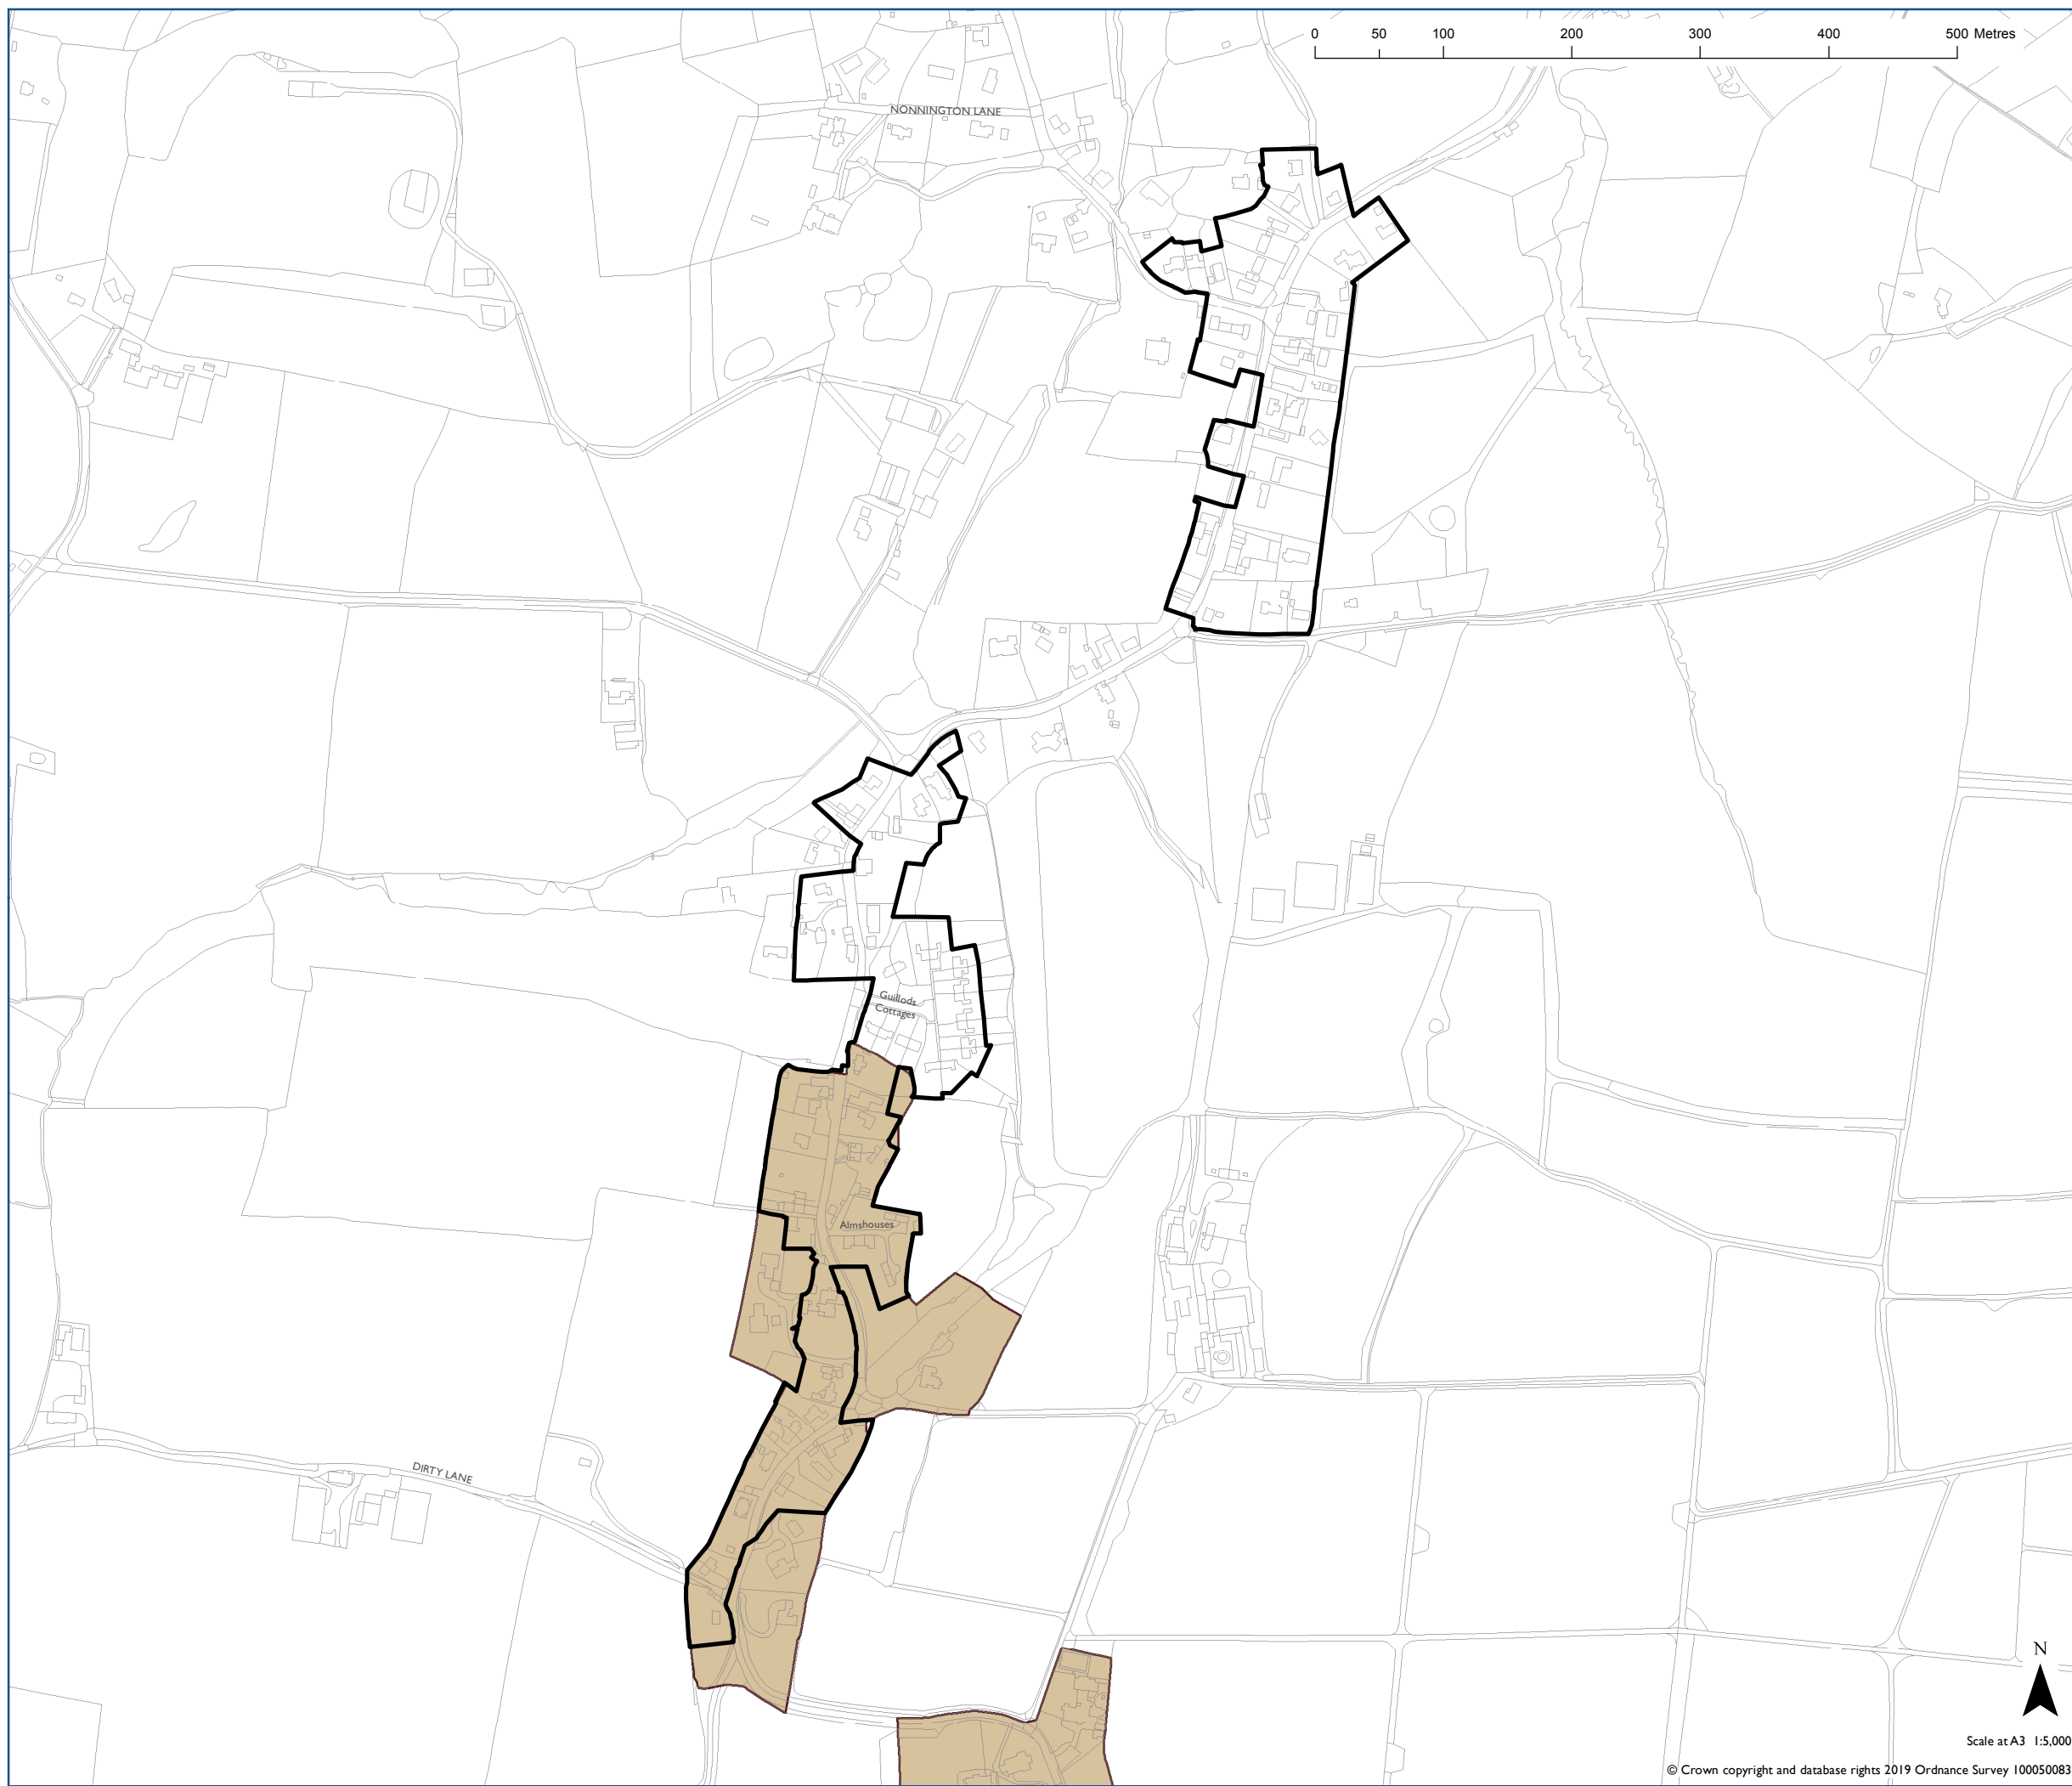 0 50 100 200 300 400 500 Metres
NONNINGTON LANE
Guillods
Cottages
Almshouses
DIRTY LANE
N
Scale at A3 1:5,000
© Crown copyright and database rights 2019 Ordnance Survey 100050083